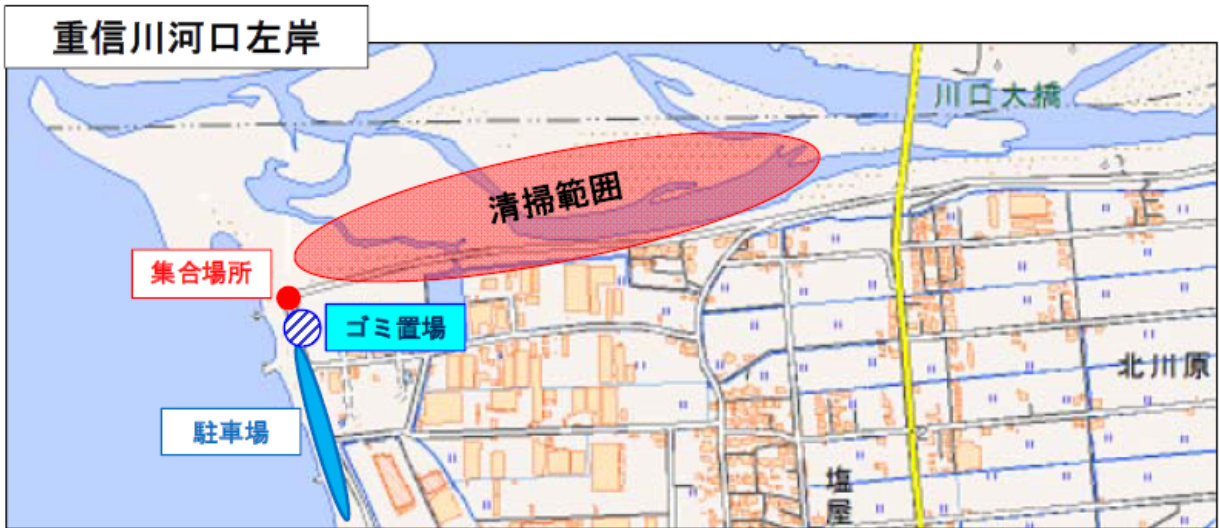 重信川河口左岸
川口大橋
清掃範囲
集合場所
ゴミ置場
北川原
駐車場
塩屋